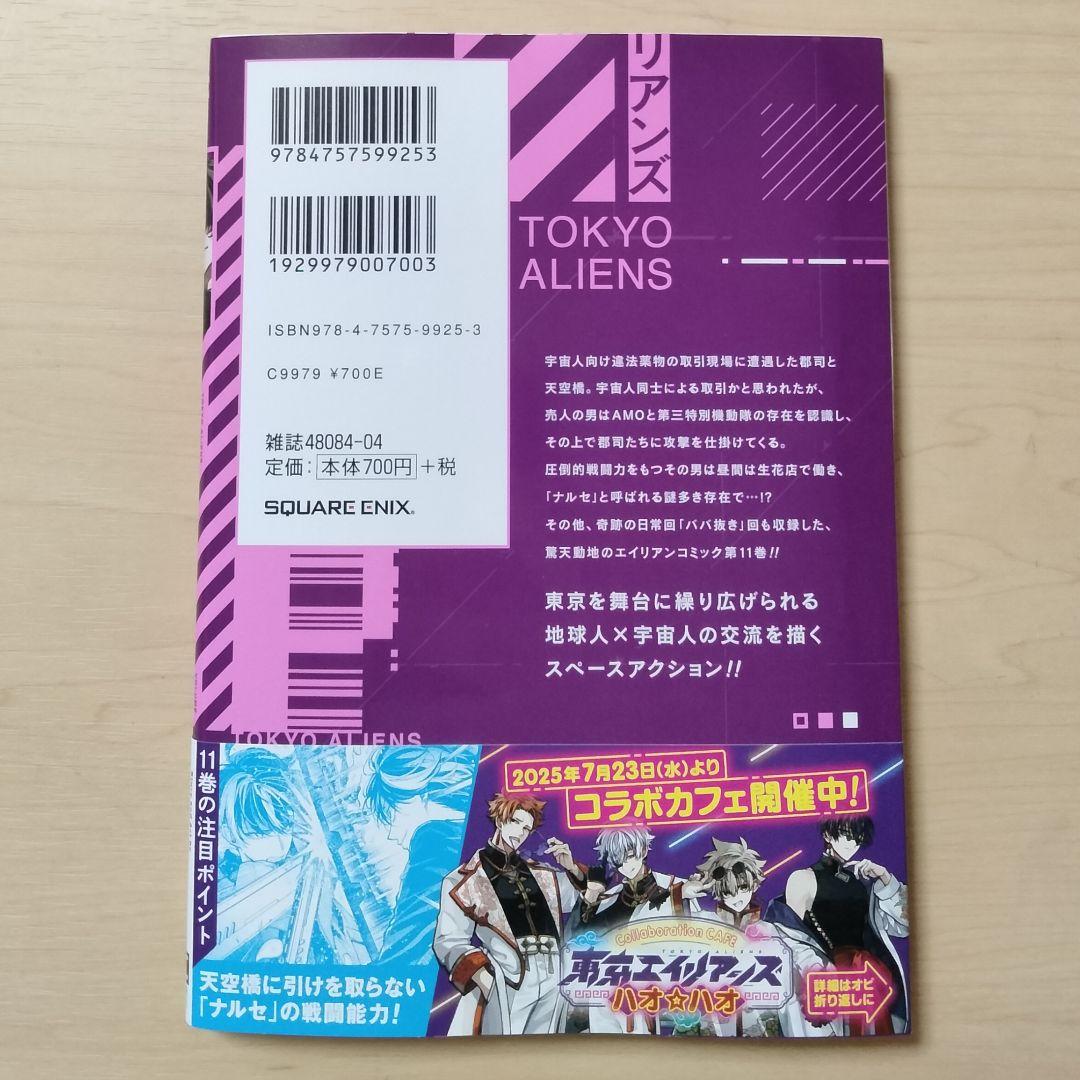 9784757599253
1929979007003
ISBN978-4-7575-9925-3
C9979 ¥700E
雑誌48084-04
定価：本体700円＋税
SQUARE ENIX®
リアンズ
TOKYO
ALIENS
宇宙人向け違法薬物の取引現場に遭遇した郡司と
天空橋。宇宙人同士による取引かと思われたが、
売人の男はAMOと第三特別機動隊の存在を認識し、
その上で郡司たちに攻撃を仕掛けてくる。
圧倒的戦闘力をもつその男は昼間は生花店で働き、
「ナルセ」と呼ばれる謎多き存在で…!?
その他、奇跡の日常回「ババ抜き」回も収録した、
驚天動地のエイリアンコミック第11巻!!
東京を舞台に繰り広げられる
地球人×宇宙人の交流を描く
スペースアクション!!
TOKYO ALIENS
11巻の注目ポイント
天空橋に引けを取らない
「ナルセ」の戦闘能力！
2025年7月23日(水)より
コラボカフェ開催中！
Collaboration CAFE
TOKYO ALIENS
東京エイリアンズ
ハオ☆ハオ
詳細はオビ
折り返しに